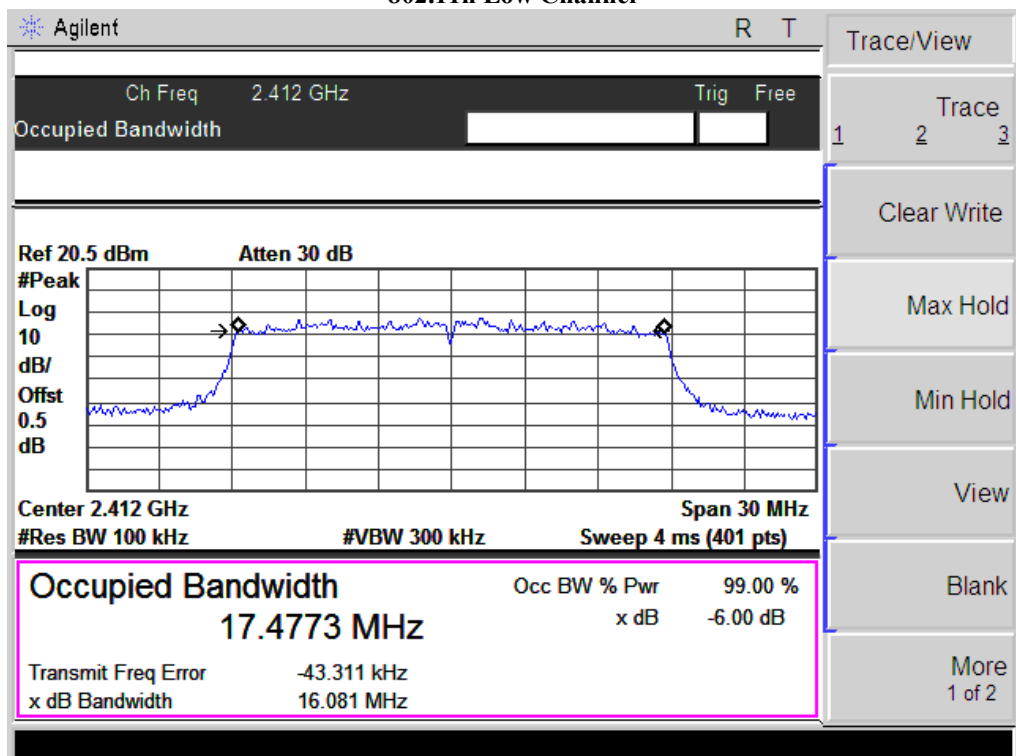 802.11n Low Channel
Agilent R T
Trace/View
Ch Freq 2.412 GHz Trig Free
Occupied Bandwidth
Trace
1 2 3
Clear Write
Ref 20.5 dBm Atten 30 dB
#Peak
Log
10
dB/
Offst
0.5
dB
Max Hold
Min Hold
View
Center 2.412 GHz Span 30 MHz
#Res BW 100 kHz #VBW 300 kHz Sweep 4 ms (401 pts)
Occupied Bandwidth Occ BW % Pwr 99.00 %
17.4773 MHz x dB -6.00 dB
Transmit Freq Error -43.311 kHz
x dB Bandwidth 16.081 MHz
Blank
More
1 of 2